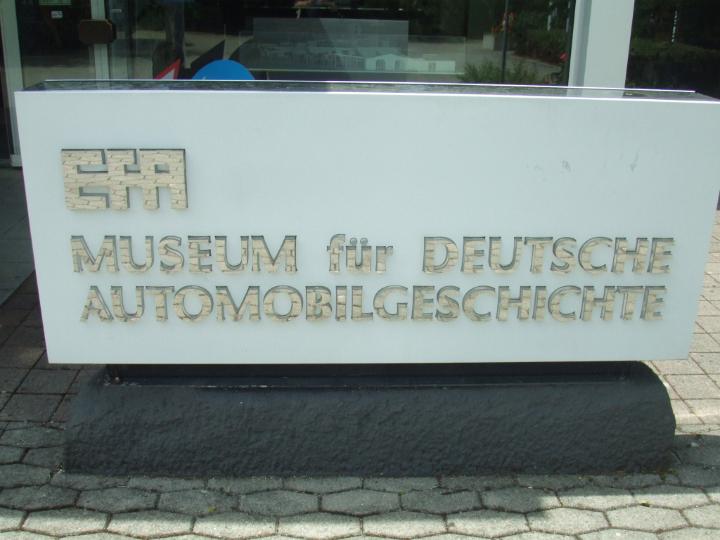 EFA
MUSEUM für DEUTSCHE
AUTOMOBILGESCHICHTE